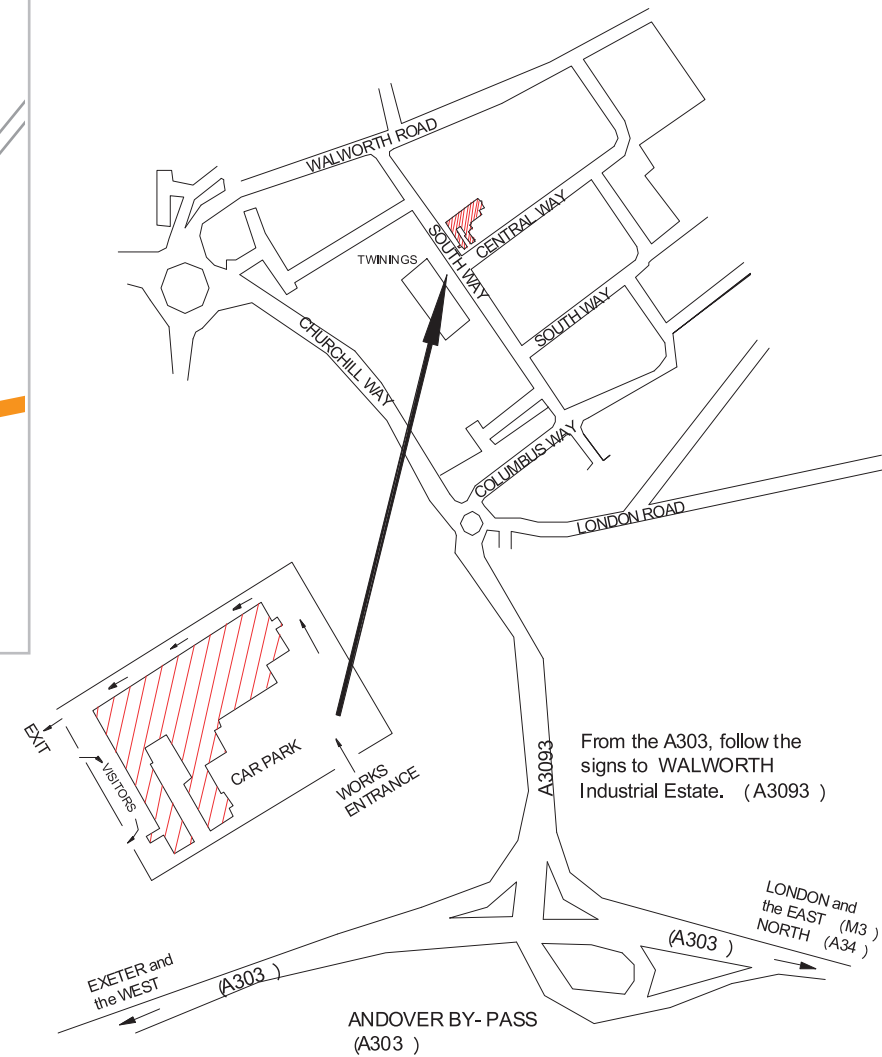 WALWORTH ROAD
CENTRAL WAY
SOUTH WAY
TWININGS
SOUTH WAY
CHURCHILL WAY
COLUMBUS WAY
LONDON ROAD
EXIT
VISITORS
CAR PARK
WORKS
ENTRANCE
A3093
From the A303, follow the
signs to WALWORTH
Industrial Estate. (A3093 )
LONDON and
the EAST (M3 )
NORTH (A34 )
(A303 )
EXETER and
the WEST
(A303 )
ANDOVER BY- PASS
(A303 )